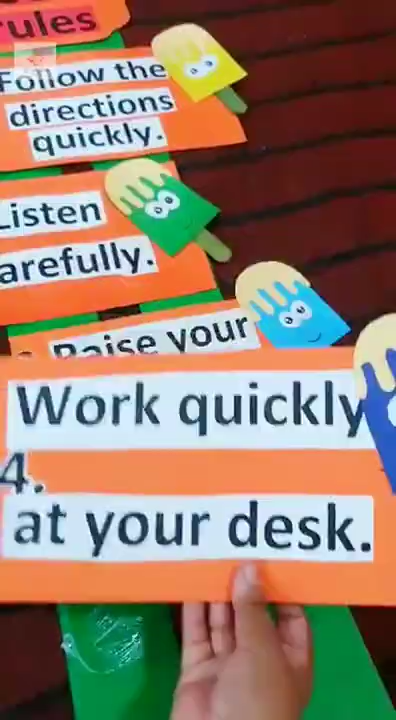 rules
Follow the
directions
quickly.
Listen
arefully.
Raise your
Work quickly
4.
at your desk.